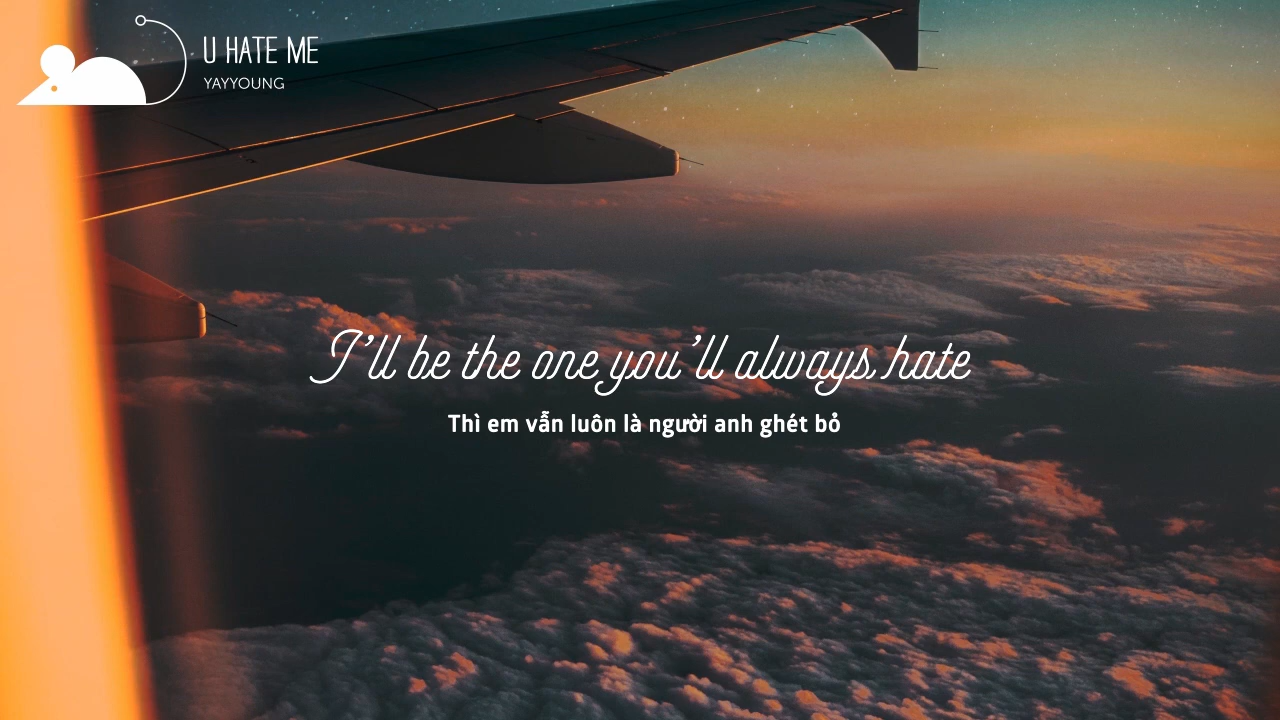 U HATE ME
YAYYOUNG
I'll be the one you'll always hate
Thì em vẫn luôn là người anh ghét bỏ